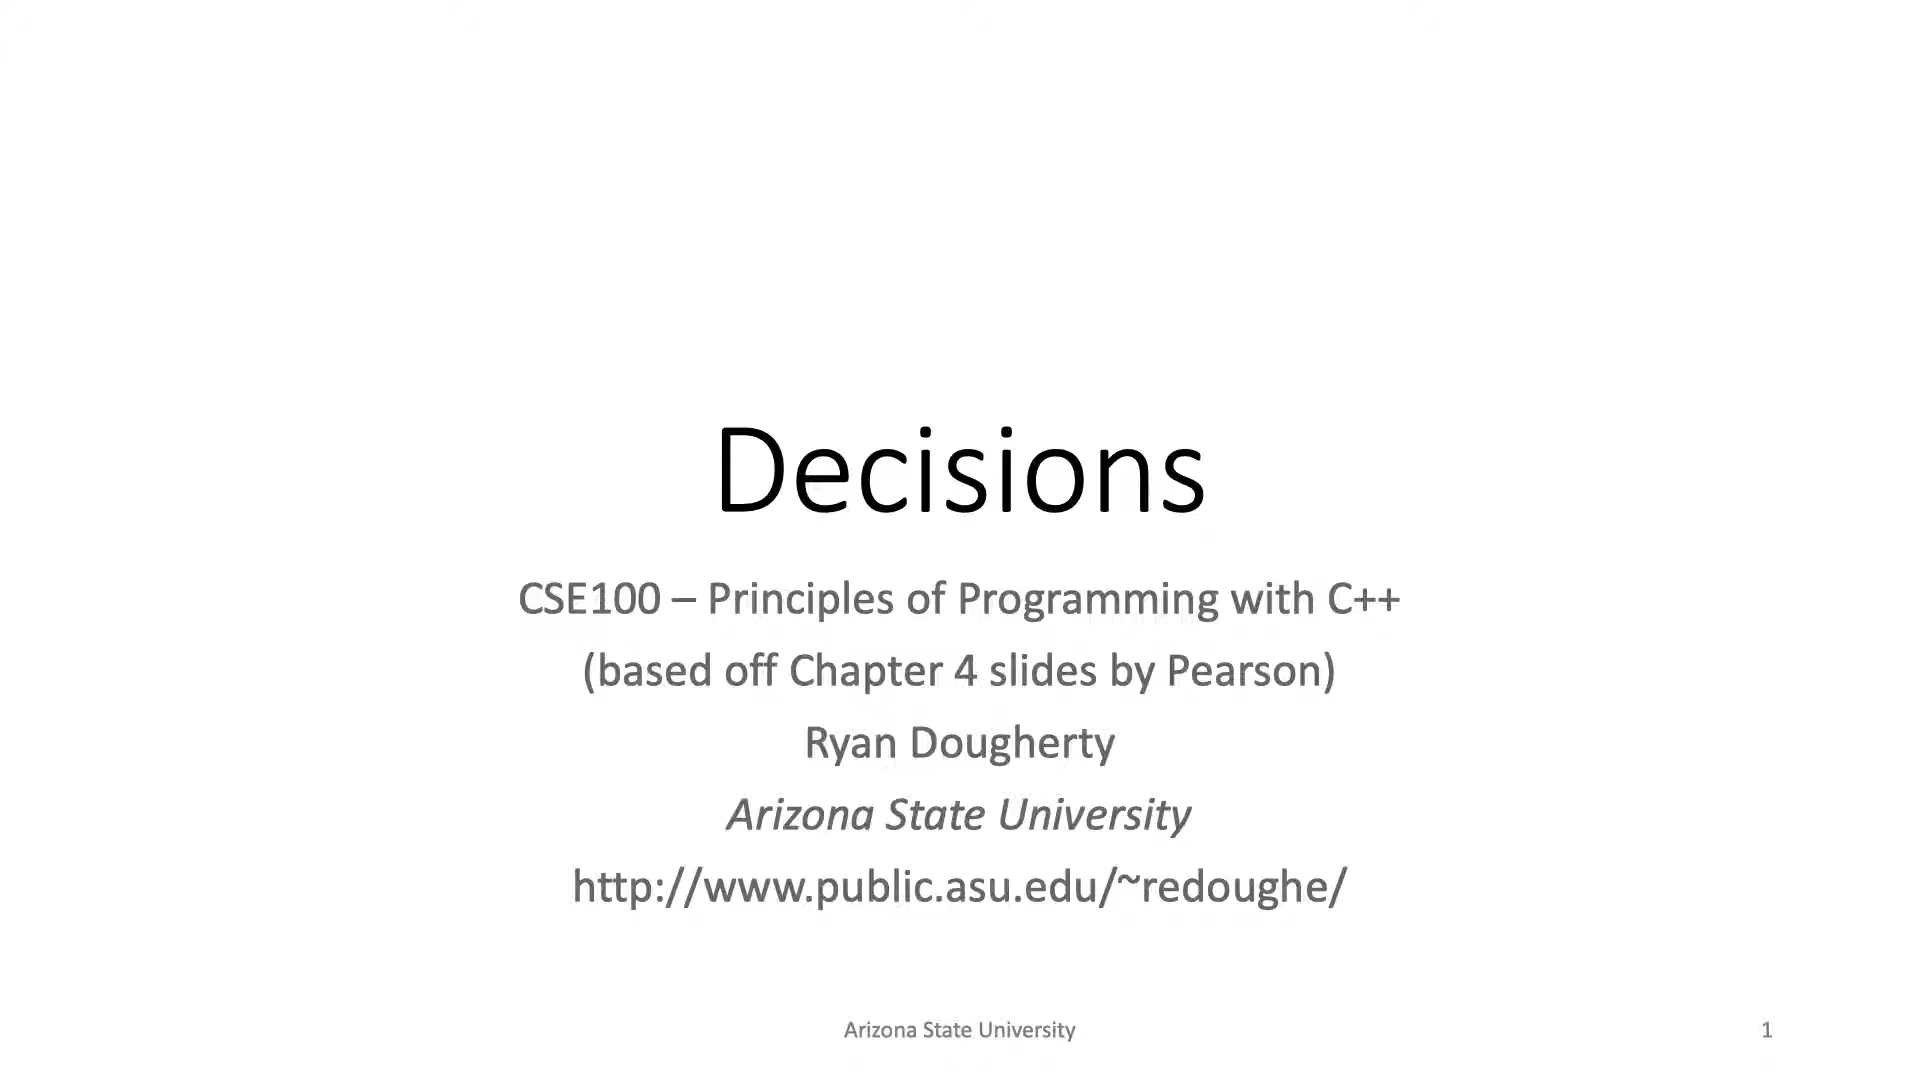 Decisions
CSE100 – Principles of Programming with C++
(based off Chapter 4 slides by Pearson)
Ryan Dougherty
Arizona State University
http://www.public.asu.edu/~redoughe/
Arizona State University
1